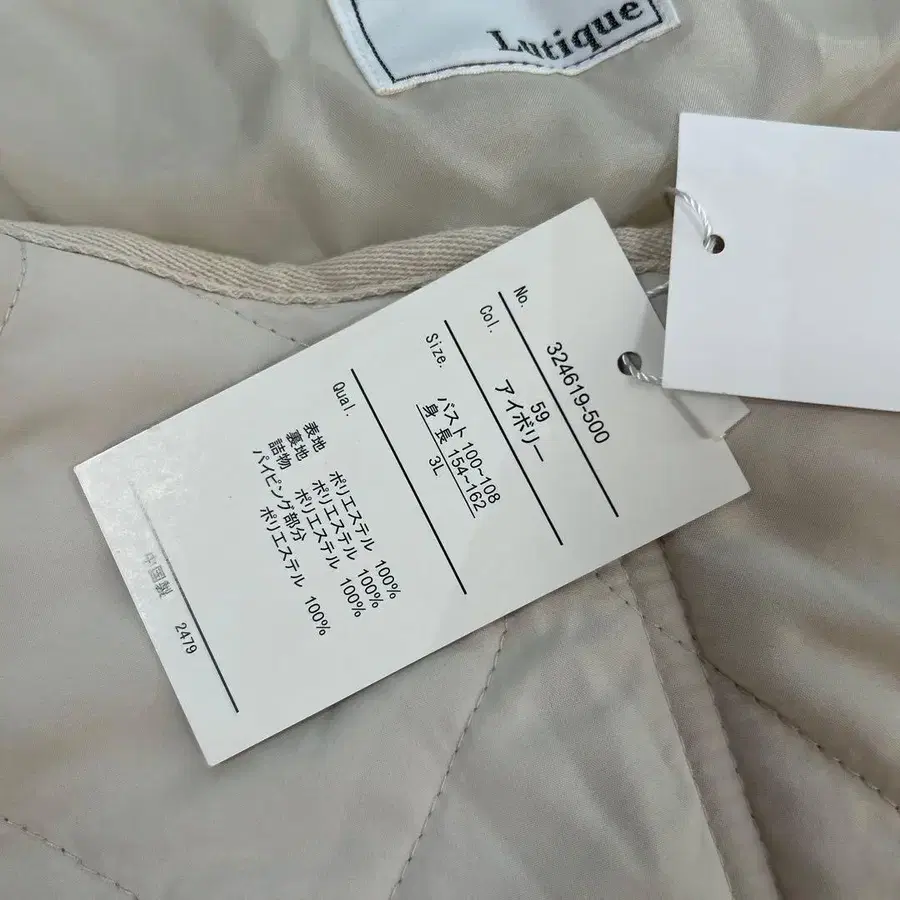 Lutique
No. 324619-500
Col. 59
アイボリー
Size. バスト 100~108
身 長 154~162
3L
Qual.
表地 ポリエステル 100%
裏地 ポリエステル 100%
詰物 ポリエステル 100%
パイピング部分
ポリエステル 100%
中国製 2479